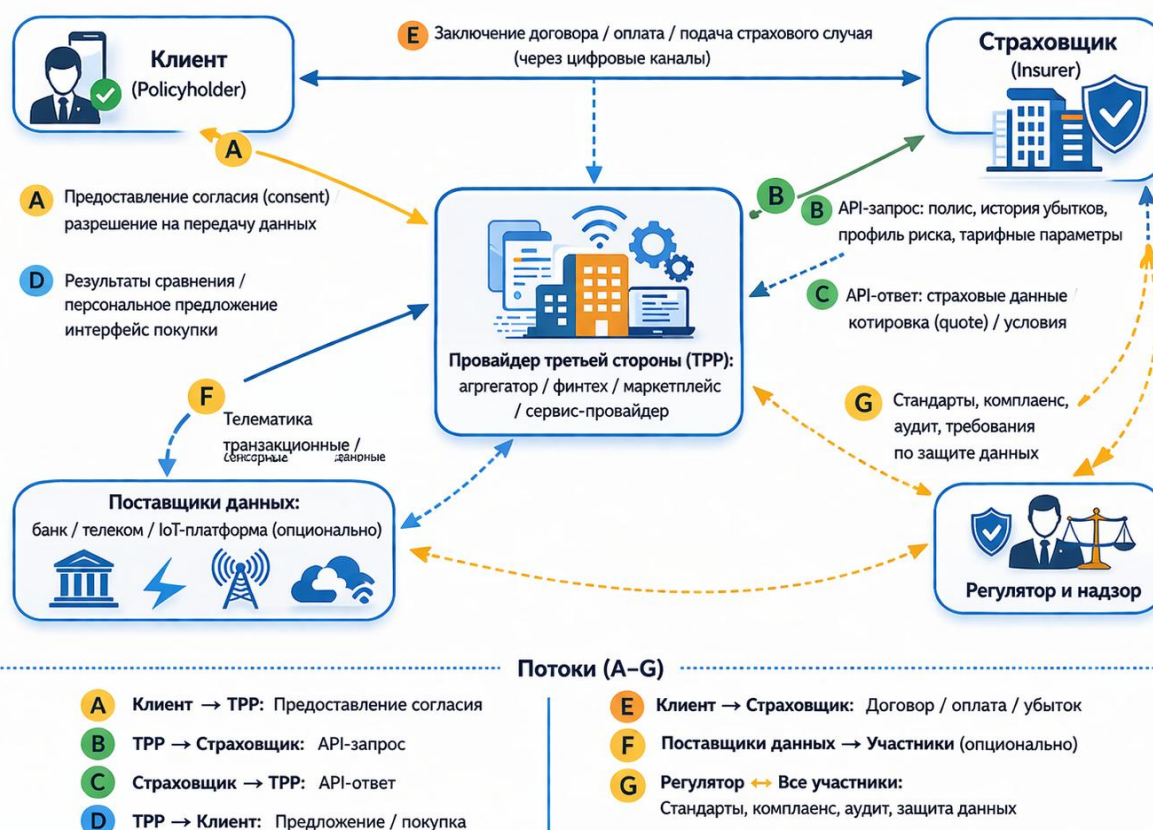 Клиент
(Policyholder)
E Заключение договора / оплата / подача страхового случая
(через цифровые каналы)
Страховщик
(Insurer)
A
A Предоставление согласия (consent)
разрешение на передачу данных
D Результаты сравнения /
персональное предложение
интерфейс покупки
B
B API-запрос: полис, история убытков,
профиль риска, тарифные параметры
C API-ответ: страховые данные
котировка (quote) / условия
Провайдер третьей стороны (TPP):
агрегатор / финтех / маркетплейс
/ сервис-провайдер
F
Телематика
транзакционные /
сенсорные данные
G Стандарты, комплаенс,
аудит, требования
по защите данных
Поставщики данных:
банк / телеком / IoT-платформа (опционально)
Регулятор и надзор
Потоки (A–G)
A Клиент → TPP: Предоставление согласия
B TPP → Страховщик: API-запрос
C Страховщик → TPP: API-ответ
D TPP → Клиент: Предложение / покупка
E Клиент → Страховщик: Договор / оплата / убыток
F Поставщики данных → Участники (опционально)
G Регулятор ↔ Все участники:
Стандарты, комплаенс, аудит, защита данных